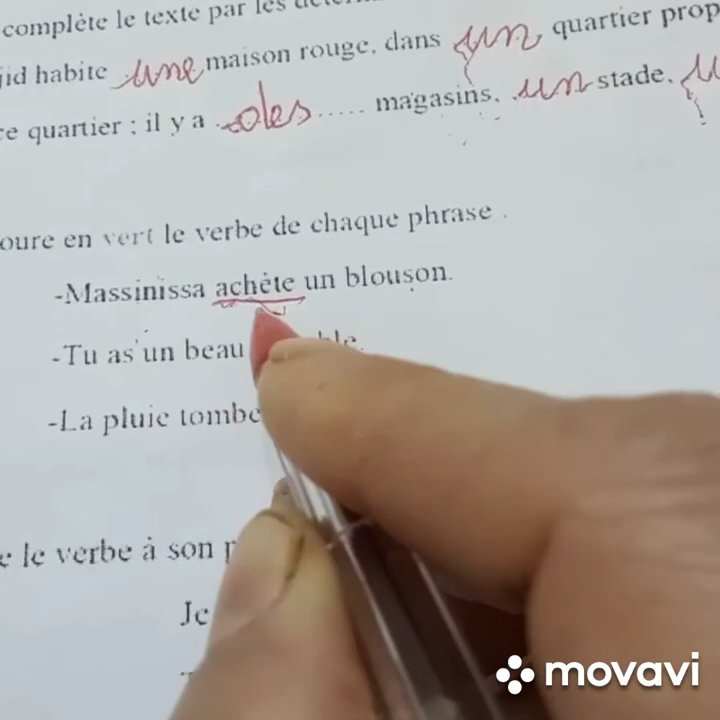 complète le texte par les
jid habite une maison rouge, dans un quartier prop
ce quartier : il y a des ..... magasins, un stade,
oure en vert le verbe de chaque phrase .
-Massinissa achète un blouson.
-Tu as un beau
-La pluie tombe
e le verbe à son p
Je
movavi